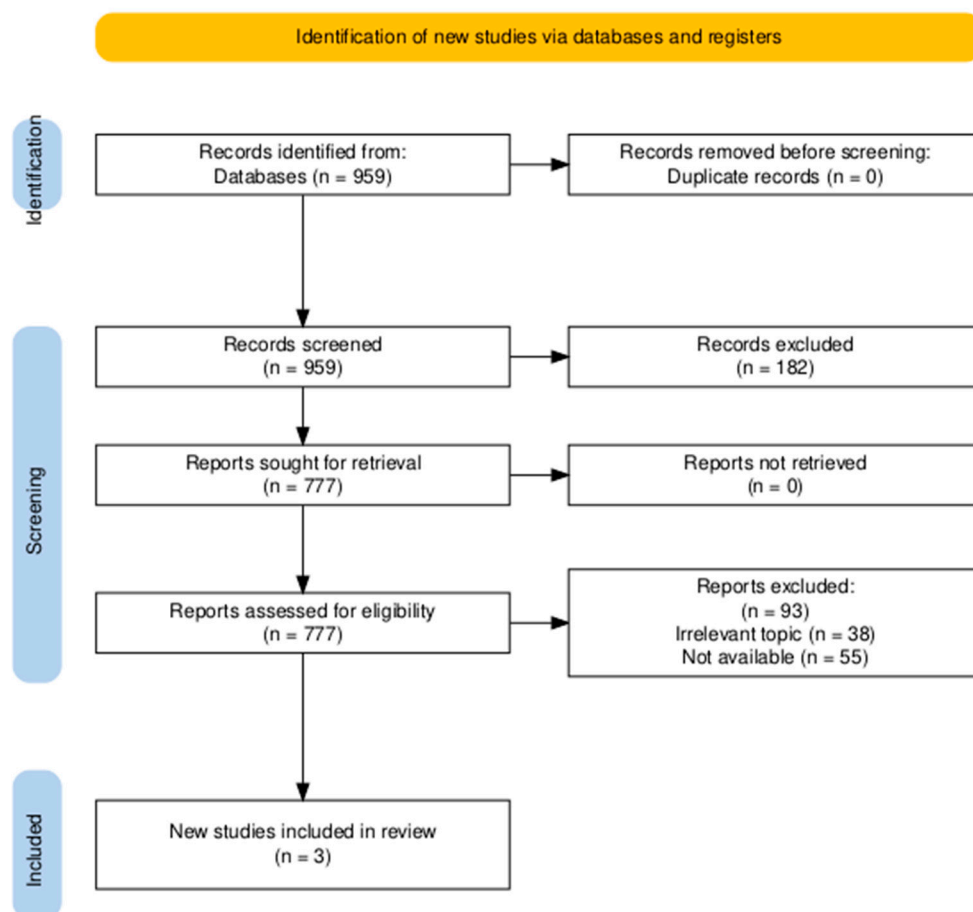 Identification of new studies via databases and registers
Identification
Records identified from:
Databases (n = 959)
Records removed before screening:
Duplicate records (n = 0)
Screening
Records screened
(n = 959)
Records excluded
(n = 182)
Reports sought for retrieval
(n = 777)
Reports not retrieved
(n = 0)
Reports assessed for eligibility
(n = 777)
Reports excluded:
(n = 93)
Irrelevant topic (n = 38)
Not available (n = 55)
Included
New studies included in review
(n = 3)